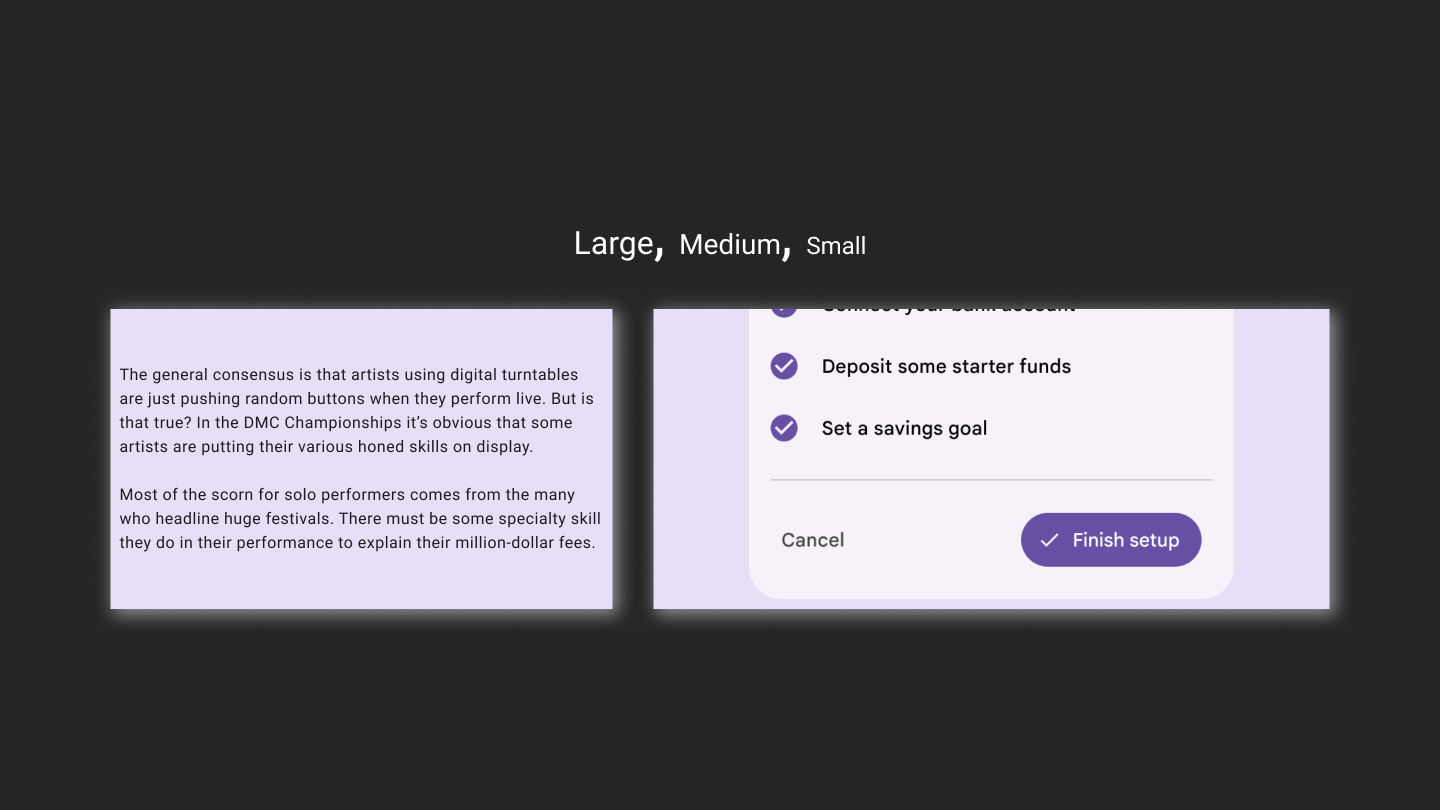 Large, Medium, Small
The general consensus is that artists using digital turntables
are just pushing random buttons when they perform live. But is
that true? In the DMC Championships it’s obvious that some
artists are putting their various honed skills on display.
Most of the scorn for solo performers comes from the many
who headline huge festivals. There must be some specialty skill
they do in their performance to explain their million-dollar fees.
Connect your bank account
Deposit some starter funds
Set a savings goal
Cancel
Finish setup